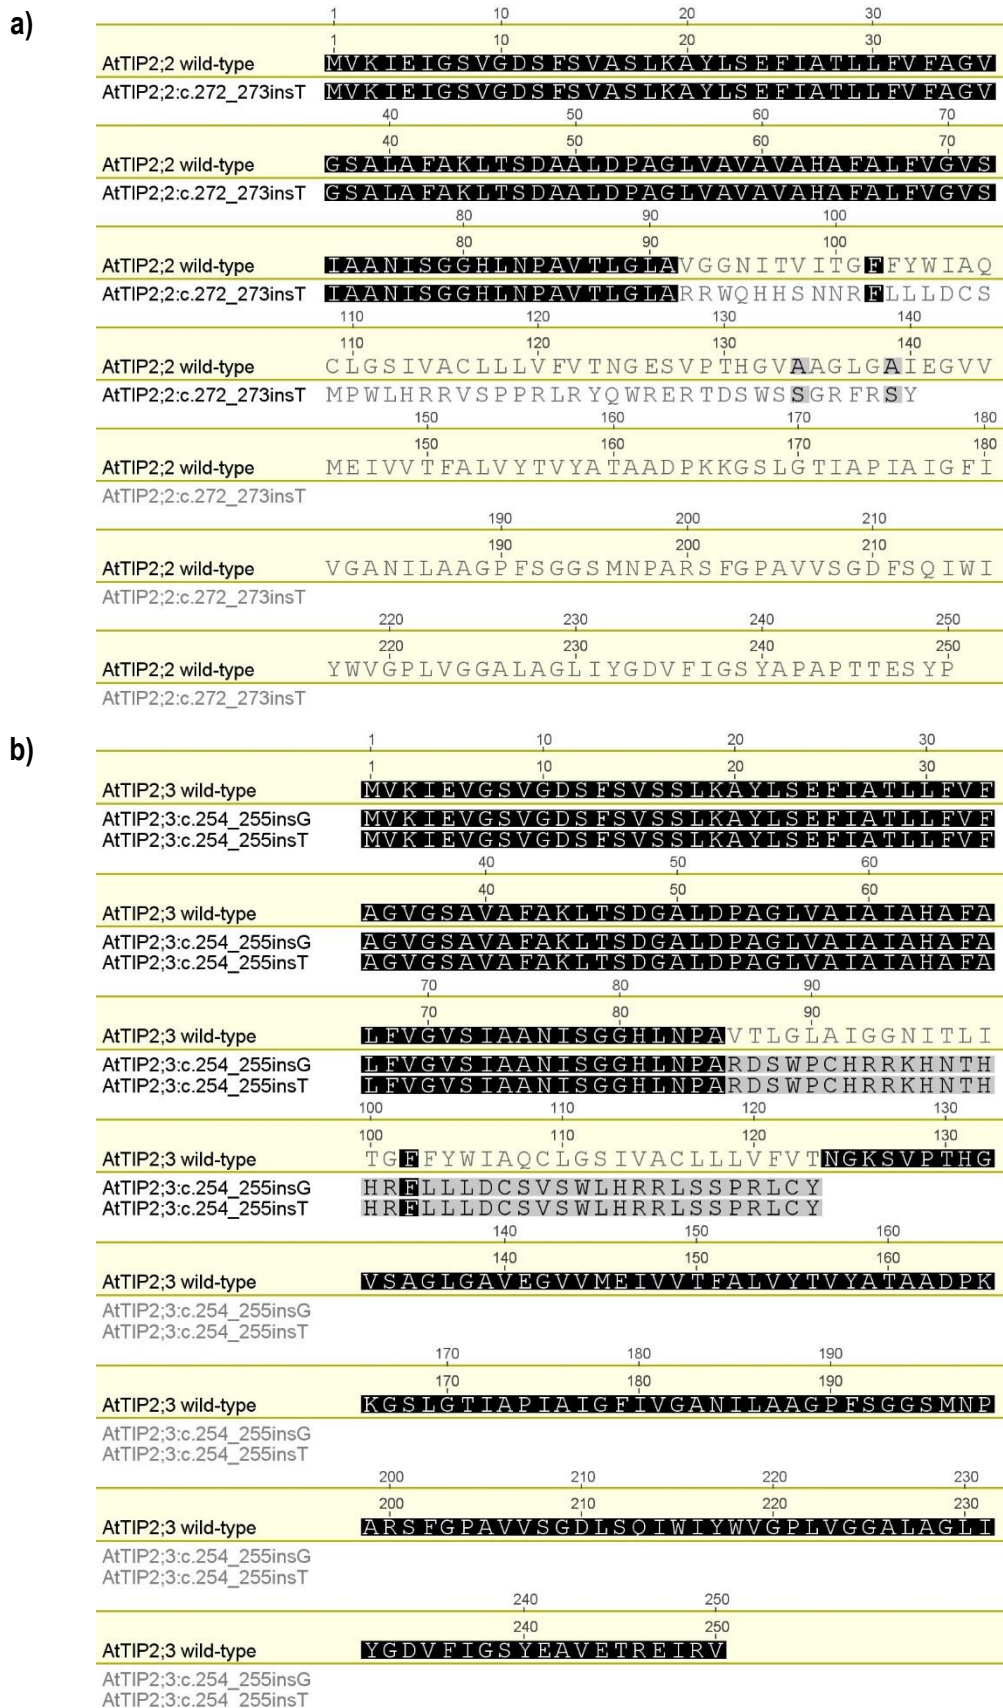 a)
1 10 20 30
1 10 20 30
AtTIP2;2 wild-type MVKIEIGSVGDSFSVASLKAYLSEFIATLLFVFAGV
AtTIP2;2:c.272_273insT MVKIEIGSVGDSFSVASLKAYLSEFIATLLFVFAGV
40 50 60 70
40 50 60 70
AtTIP2;2 wild-type GSALAFAKLTSDAALDPAGLVAVAVAHAFALFVGVS
AtTIP2;2:c.272_273insT GSALAFAKLTSDAALDPAGLVAVAVAHAFALFVGVS
80 90 100
80 90 100
AtTIP2;2 wild-type IAANISGGHLNPAVTLGLAVGGNITVITGFFYWIAQ
AtTIP2;2:c.272_273insT IAANISGGHLNPAVTLGLARRWQHHSNNRFLLLDCS
110 120 130 140
110 120 130 140
AtTIP2;2 wild-type CLGSIVACLLLVFVTNGESVPTHGVAAGLGAIEGVV
AtTIP2;2:c.272_273insT MPWLHRRVSPPRLRYQWRERTDSWSSGRFRSY
150 160 170 180
150 160 170 180
AtTIP2;2 wild-type MEIVVTFALVYTVYATAADPKKGSLGTIAPIAIGFI
AtTIP2;2:c.272_273insT
190 200 210
190 200 210
AtTIP2;2 wild-type VGANILAAGPFSGGSMNPARSFGPAVVSGDFSQIWI
AtTIP2;2:c.272_273insT
220 230 240 250
220 230 240 250
AtTIP2;2 wild-type YWVGPLVGGALAGLIYGDVFIGSYAPAPTTESYP
AtTIP2;2:c.272_273insT
b)
1 10 20 30
1 10 20 30
AtTIP2;3 wild-type MVKIEVGSVGDSFSVSSLKAYLSEFIATLLFVF
AtTIP2;3:c.254_255insG MVKIEVGSVGDSFSVSSLKAYLSEFIATLLFVF
AtTIP2;3:c.254_255insT MVKIEVGSVGDSFSVSSLKAYLSEFIATLLFVF
40 50 60
40 50 60
AtTIP2;3 wild-type AGVGSAVAFAKLTSDGALDPAGLVAIAIAHAFA
AtTIP2;3:c.254_255insG AGVGSAVAFAKLTSDGALDPAGLVAIAIAHAFA
AtTIP2;3:c.254_255insT AGVGSAVAFAKLTSDGALDPAGLVAIAIAHAFA
70 80 90
70 80 90
AtTIP2;3 wild-type LFVGVSIAANISGGHLNPAVTLGLAIGGNITLI
AtTIP2;3:c.254_255insG LFVGVSIAANISGGHLNPARDSWPCHRRKHNTH
AtTIP2;3:c.254_255insT LFVGVSIAANISGGHLNPARDSWPCHRRKHNTH
100 110 120 130
100 110 120 130
AtTIP2;3 wild-type TGFFYWIAQCLGSIVACLLLVFVTNGKSVPTHG
AtTIP2;3:c.254_255insG HRFLLLDCSVSWLHRRLSSPRLCY
AtTIP2;3:c.254_255insT HRFLLLDCSVSWLHRRLSSPRLCY
140 150 160
140 150 160
AtTIP2;3 wild-type VSAGLGAVEGVVMEIVVTFALVYTVYATAADPK
AtTIP2;3:c.254_255insG
AtTIP2;3:c.254_255insT
170 180 190
170 180 190
AtTIP2;3 wild-type KGSLGTIAPIAIGFIVGANILAAGPFSGGSMNP
AtTIP2;3:c.254_255insG
AtTIP2;3:c.254_255insT
200 210 220 230
200 210 220 230
AtTIP2;3 wild-type ARSFGPAVVSGDLSQIWIYWVGPLVGGALAGLI
AtTIP2;3:c.254_255insG
AtTIP2;3:c.254_255insT
240 250
240 250
AtTIP2;3 wild-type YGDVFIGSYEAVETREIRV
AtTIP2;3:c.254_255insG
AtTIP2;3:c.254_255insT